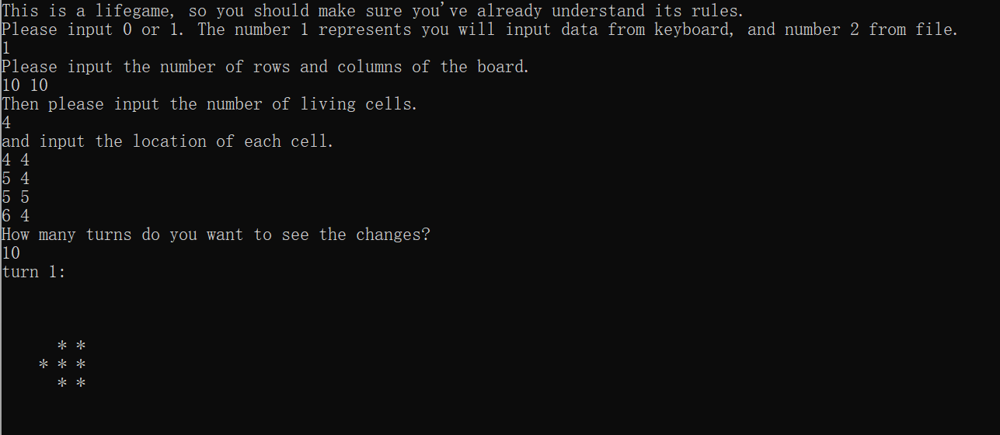 This is a lifegame, so you should make sure you've already understand its rules.
Please input 0 or 1. The number 1 represents you will input data from keyboard, and number 2 from file.
1
Please input the number of rows and columns of the board.
10 10
Then please input the number of living cells.
4
and input the location of each cell.
4 4
5 4
5 5
6 4
How many turns do you want to see the changes?
10
turn 1:
* *
* * *
* *